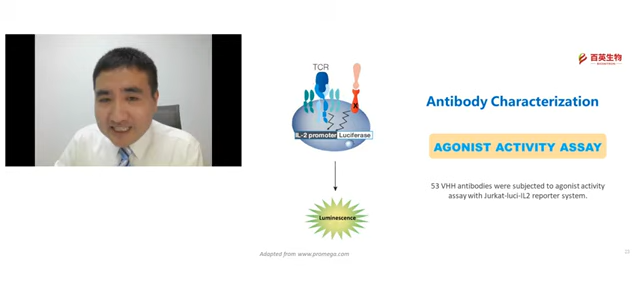 百英生物
TCR
IL-2 promoter Luciferase
Luminescence
Adapted from www.promega.com
Antibody Characterization
AGONIST ACTIVITY ASSAY
53 VHH antibodies were subjected to agonist activity
assay with Jurkat-luci-IL2 reporter system.